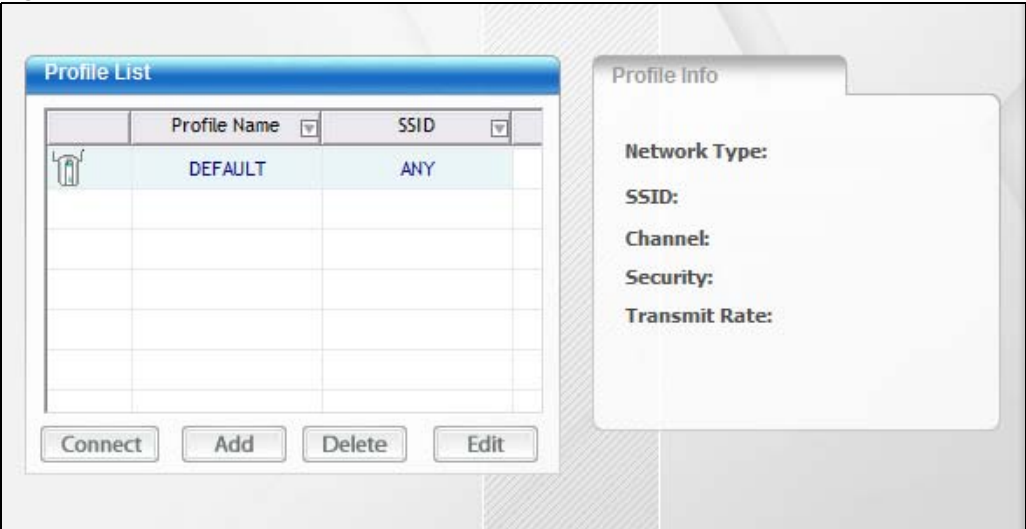 Profile List
Profile Name SSID
DEFAULT ANY
Connect Add Delete Edit
Profile Info
Network Type:
SSID:
Channel:
Security:
Transmit Rate: